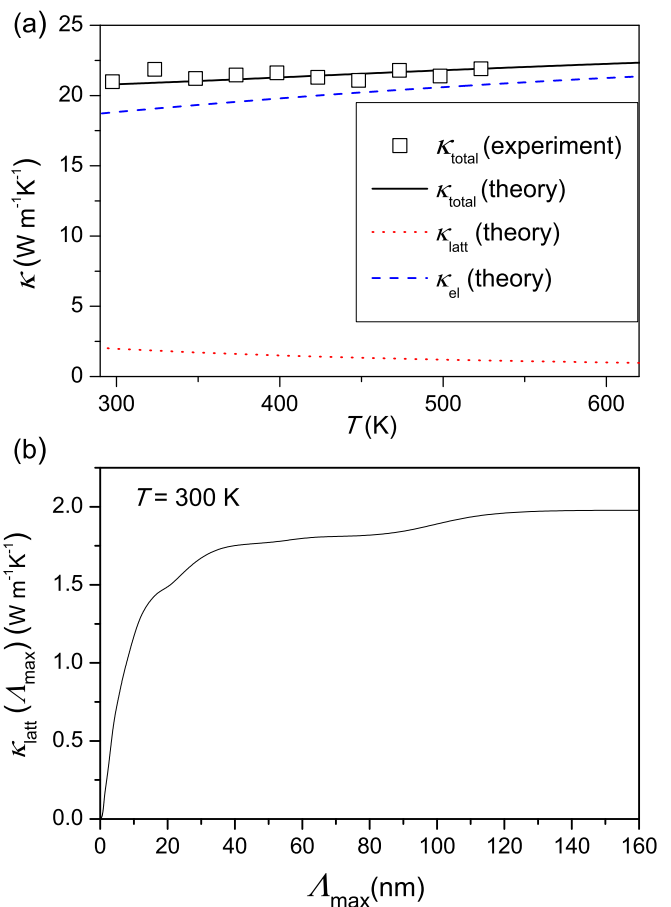 (a)
25
20
15
10
5
0
κ (W m⁻¹K⁻¹)
κtotal (experiment)
κtotal (theory)
κlatt (theory)
κel (theory)
300 400 500 600
T (K)
(b)
T = 300 K
2.0
1.5
1.0
0.5
0.0
κlatt (Λmax) (W m⁻¹K⁻¹)
0 20 40 60 80 100 120 140 160
Λmax(nm)